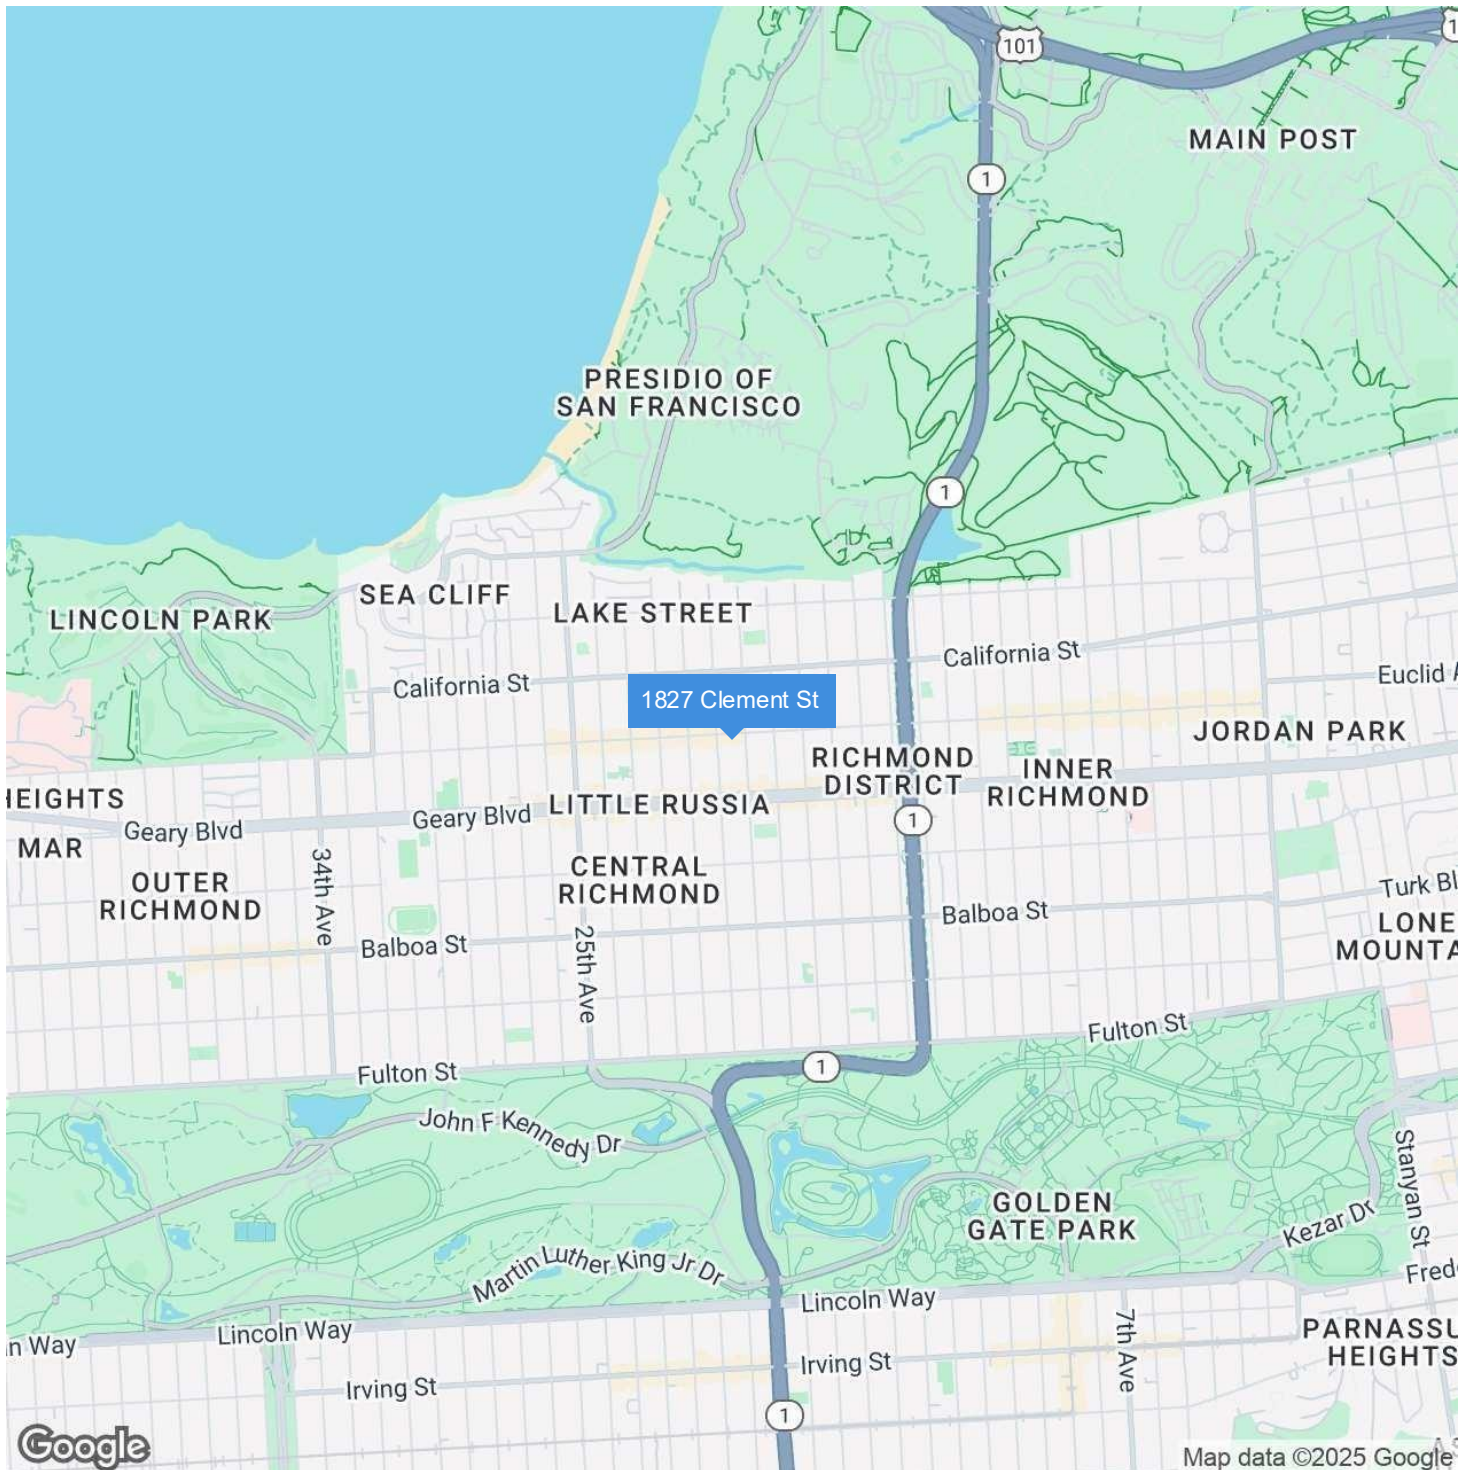 101
1
MAIN POST
1
PRESIDIO OF
SAN FRANCISCO
1
SEA CLIFF
LAKE STREET
LINCOLN PARK
California St
California St
Euclid A
1827 Clement St
JORDAN PARK
RICHMOND
DISTRICT
INNER
RICHMOND
HEIGHTS
LITTLE RUSSIA
Geary Blvd
Geary Blvd
1
MAR
34th Ave
CENTRAL
RICHMOND
OUTER
RICHMOND
Turk Bl
Balboa St
LONE
MOUNTA
Balboa St
25th Ave
Fulton St
Fulton St
1
John F Kennedy Dr
Stanyan St
GOLDEN
GATE PARK
Kezar Dr
Martin Luther King Jr Dr
Frede
Lincoln Way
Lincoln Way
n Way
7th Ave
PARNASSU
HEIGHTS
Irving St
Irving St
1
Google
Map data ©2025 Google